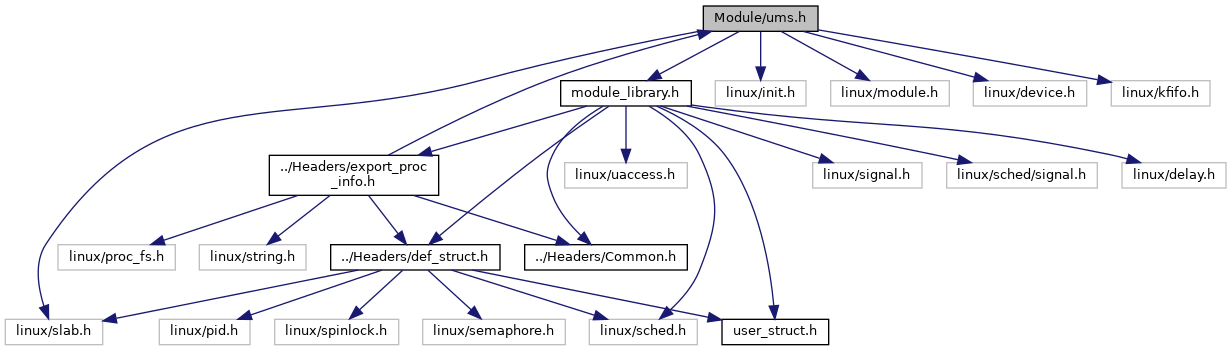 Module/ums.h
module_library.h
linux/init.h
linux/module.h
linux/device.h
linux/kfifo.h
../Headers/export_proc
_info.h
linux/uaccess.h
linux/signal.h
linux/sched/signal.h
linux/delay.h
linux/proc_fs.h
linux/string.h
../Headers/def_struct.h
../Headers/Common.h
linux/slab.h
linux/pid.h
linux/spinlock.h
linux/semaphore.h
linux/sched.h
user_struct.h